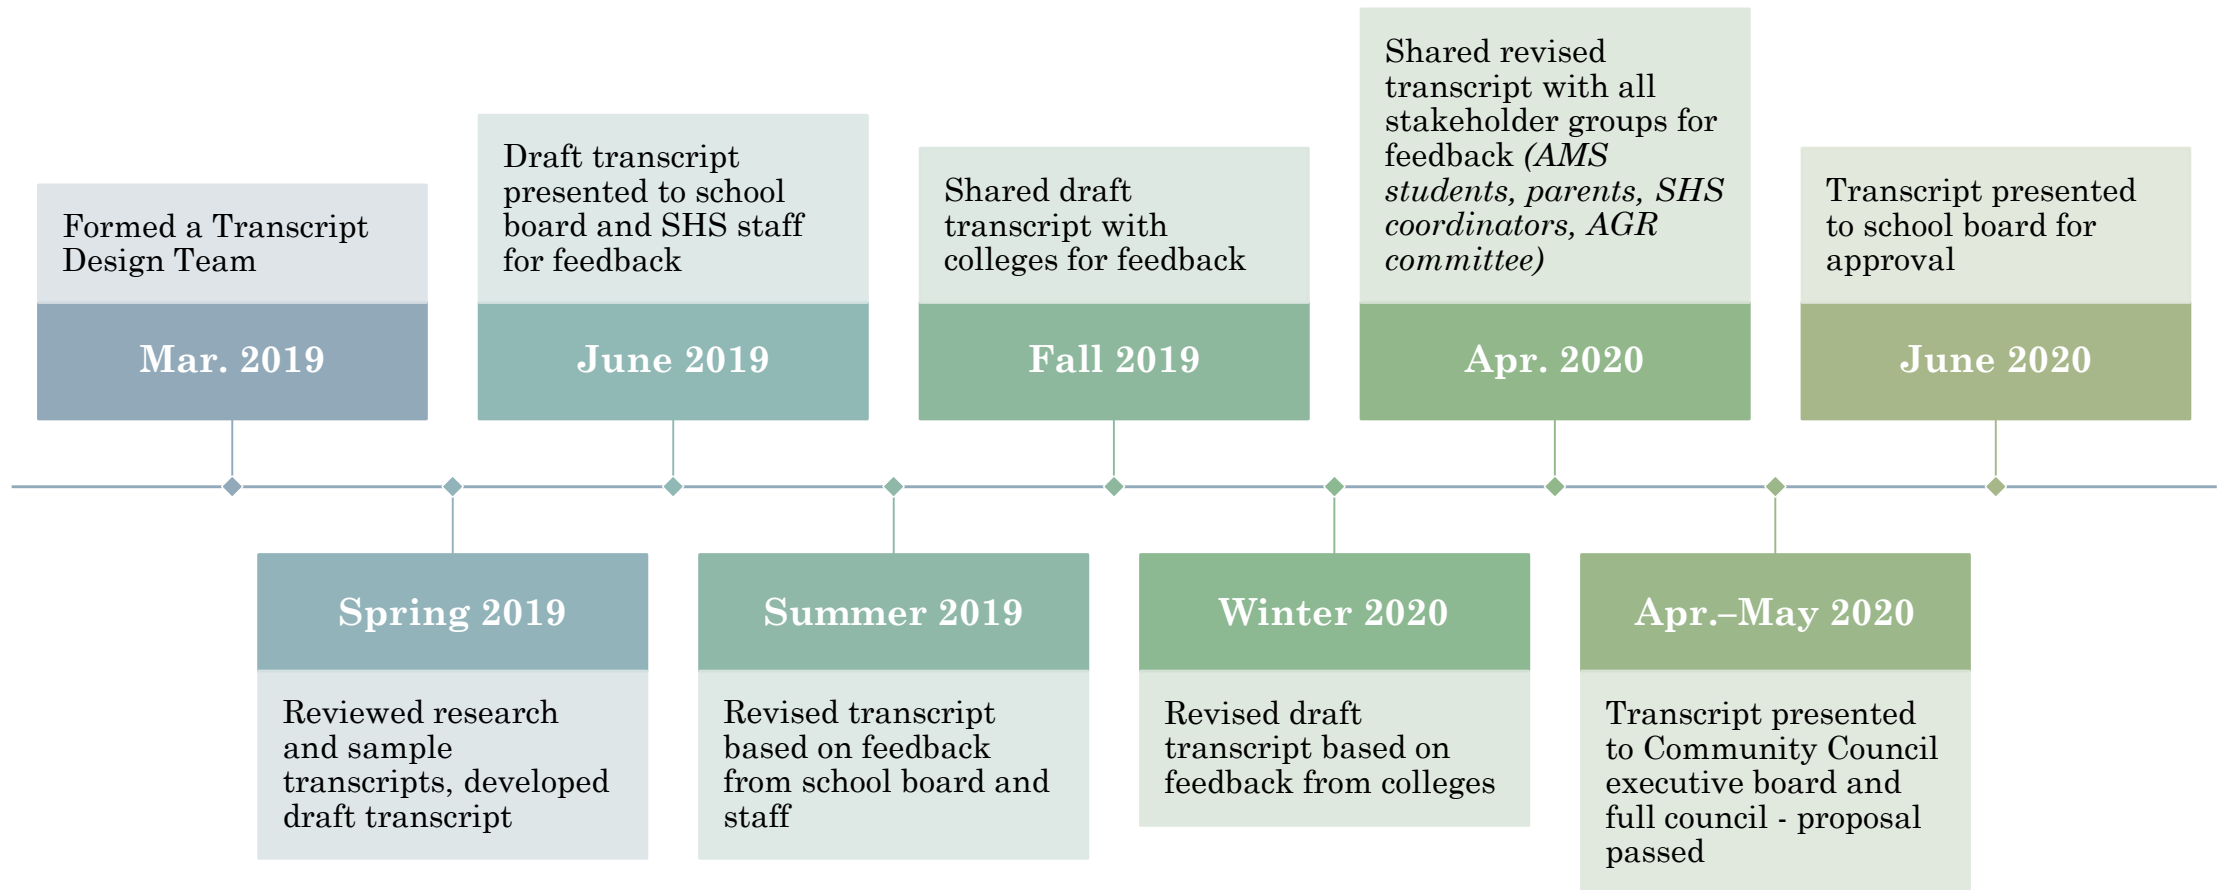 Formed a Transcript
Design Team
Mar. 2019
Spring 2019
Reviewed research
and sample
transcripts, developed
draft transcript
Draft transcript
presented to school
board and SHS staff
for feedback
June 2019
Summer 2019
Revised transcript
based on feedback
from school board and
staff
Shared draft
transcript with
colleges for feedback
Fall 2019
Winter 2020
Revised draft
transcript based on
feedback from colleges
Shared revised
transcript with all
stakeholder groups for
feedback (AMS
students, parents, SHS
coordinators, AGR
committee)
Apr. 2020
Apr.–May 2020
Transcript presented
to Community Council
executive board and
full council - proposal
passed
Transcript presented
to school board for
approval
June 2020